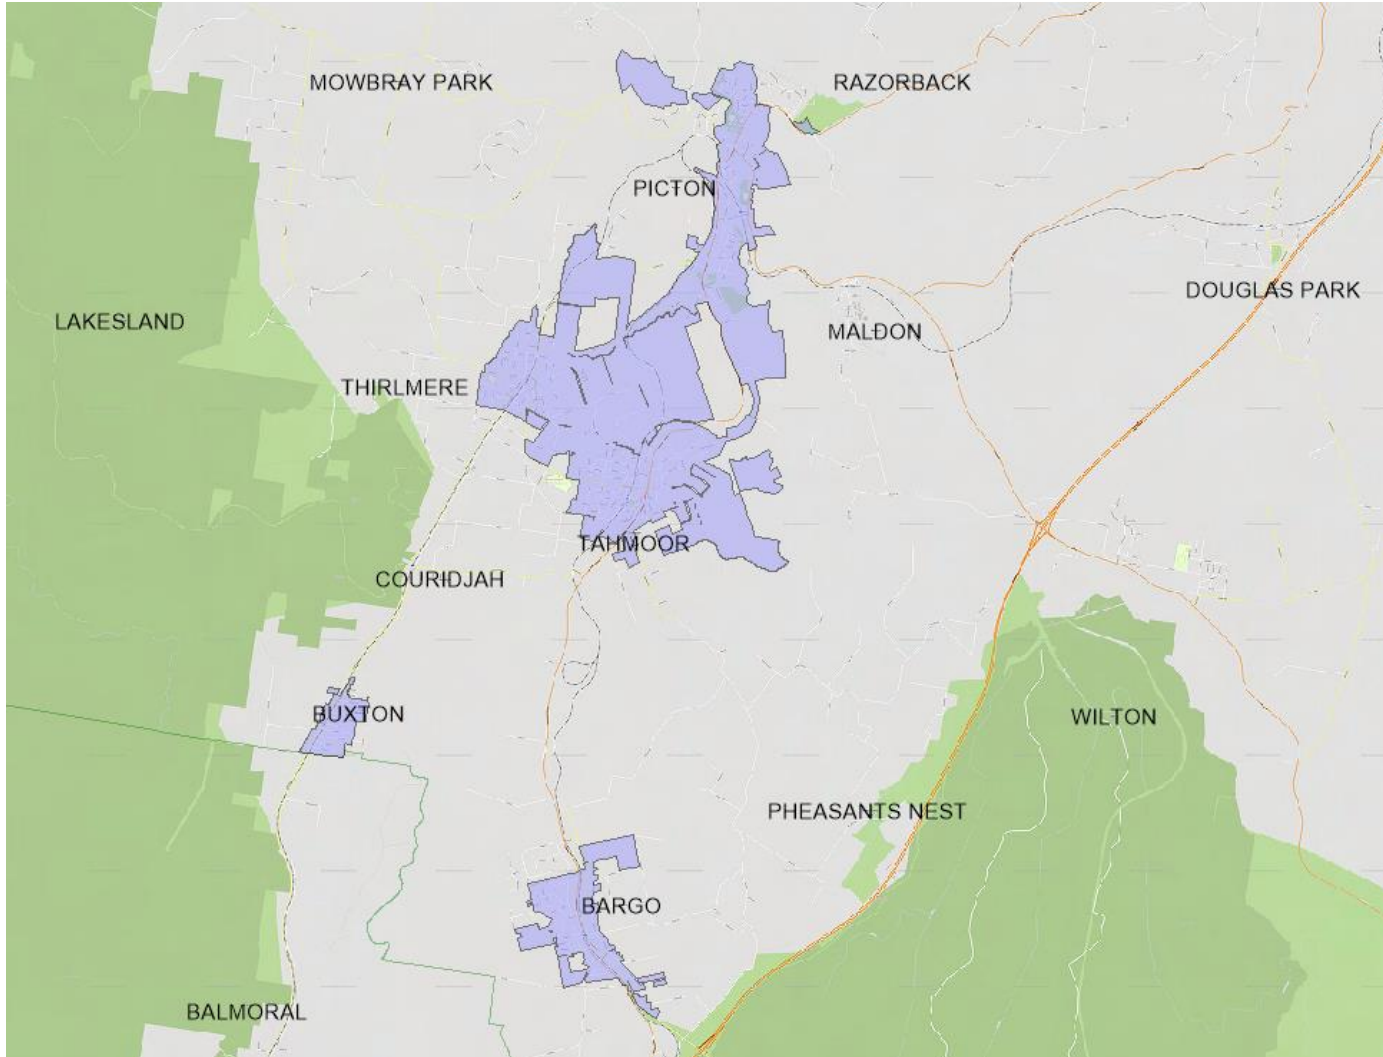 MOWBRAY PARK
RAZORBACK
PICTON
DOUGLAS PARK
LAKESLAND
MALDON
THIRLMERE
TAHMOOR
COURIDJAH
BUXTON
WILTON
PHEASANTS NEST
BARGO
BALMORAL